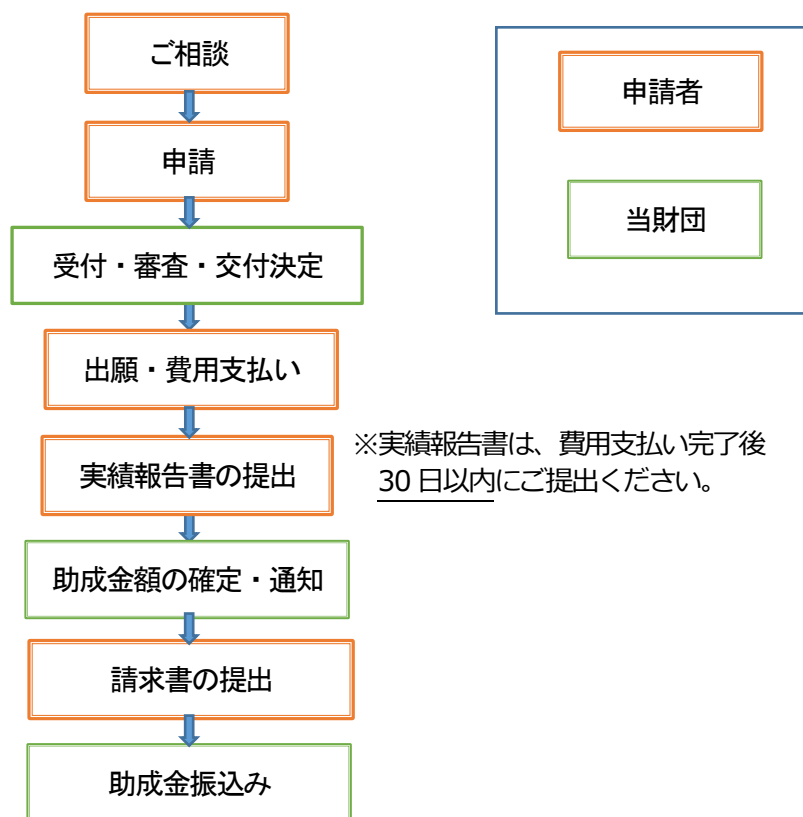 ご相談
申請
受付・審査・交付決定
出願・費用支払い
実績報告書の提出
※実績報告書は、費用支払い完了後
30日以内にご提出ください。
助成金額の確定・通知
請求書の提出
助成金振込み
申請者
当財団